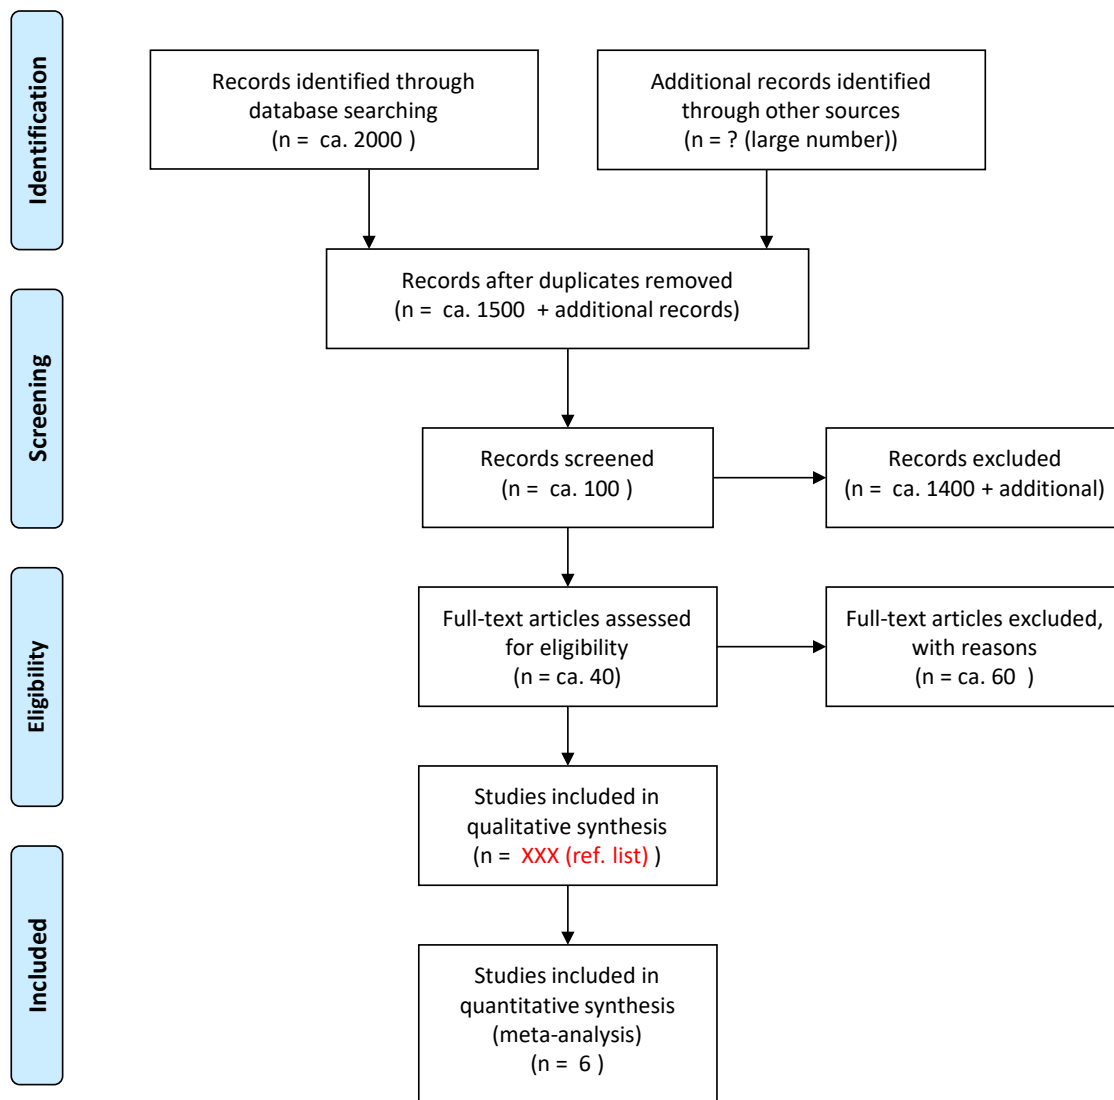 Identification
Records identified through
database searching
(n =  ca. 2000 )
Additional records identified
through other sources
(n = ? (large number))
Records after duplicates removed
(n =  ca. 1500  + additional records)
Screening
Records screened
(n =  ca. 100 )
Records excluded
(n =  ca. 1400 + additional)
Eligibility
Full-text articles assessed
for eligibility
(n = ca. 40)
Full-text articles excluded,
with reasons
(n = ca. 60  )
Studies included in
qualitative synthesis
(n =  XXX (ref. list) )
Included
Studies included in
quantitative synthesis
(meta-analysis)
(n =  6 )